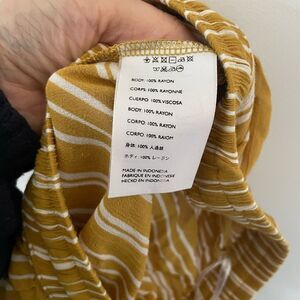 BODY: 100% RAYON
CORPS: 100% RAYONNE
CUERPO: 100% VISCOSA
BODY: 100% RAYON
CORPO: 100% RAYON
CORPO: 100% RAIOM
身体: 100% 人造絲
ボディ: 100% レーヨン
MADE IN INDONESIA
FABRIQUE EN INDONESIE
HECHO EN INDONESIA